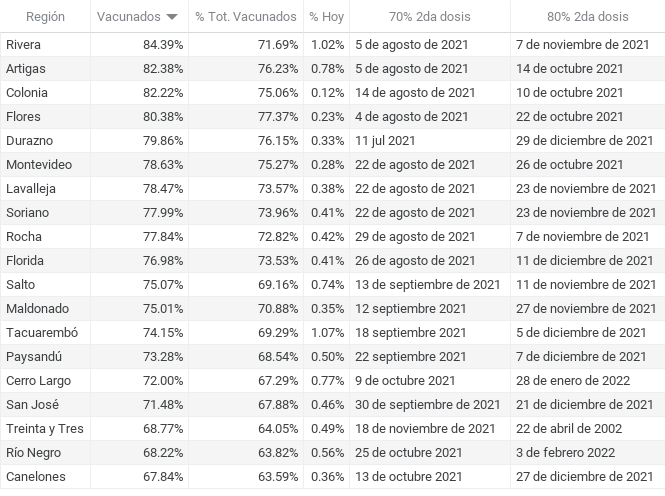 Región Vacunados % Tot. Vacunados % Hoy 70% 2da dosis 80% 2da dosis
Rivera 84.39% 71.69% 1.02% 5 de agosto de 2021 7 de noviembre de 2021
Artigas 82.38% 76.23% 0.78% 5 de agosto de 2021 14 de octubre 2021
Colonia 82.22% 75.06% 0.12% 14 de agosto de 2021 10 de octubre 2021
Flores 80.38% 77.37% 0.23% 4 de agosto de 2021 22 de octubre 2021
Durazno 79.86% 76.15% 0.33% 11 jul 2021 29 de diciembre de 2021
Montevideo 78.63% 75.27% 0.28% 22 de agosto de 2021 26 de octubre 2021
Lavalleja 78.47% 73.57% 0.38% 22 de agosto de 2021 23 de noviembre de 2021
Soriano 77.99% 73.96% 0.41% 22 de agosto de 2021 23 de noviembre de 2021
Rocha 77.84% 72.82% 0.42% 29 de agosto de 2021 7 de noviembre de 2021
Florida 76.98% 73.53% 0.41% 26 de agosto de 2021 11 de diciembre de 2021
Salto 75.07% 69.16% 0.74% 13 de septiembre de 2021 11 de noviembre de 2021
Maldonado 75.01% 70.88% 0.35% 12 septiembre 2021 27 de noviembre de 2021
Tacuarembó 74.15% 69.29% 1.07% 18 septiembre 2021 5 de diciembre de 2021
Paysandú 73.28% 68.54% 0.50% 22 septiembre 2021 7 de diciembre de 2021
Cerro Largo 72.00% 67.29% 0.77% 9 de octubre 2021 28 de enero de 2022
San José 71.48% 67.88% 0.46% 30 de septiembre de 2021 21 de diciembre de 2021
Treinta y Tres 68.77% 64.05% 0.49% 18 de noviembre de 2021 22 de abril de 2002
Río Negro 68.22% 63.82% 0.56% 25 de octubre 2021 3 de febrero 2022
Canelones 67.84% 63.59% 0.36% 13 de octubre 2021 27 de diciembre de 2021